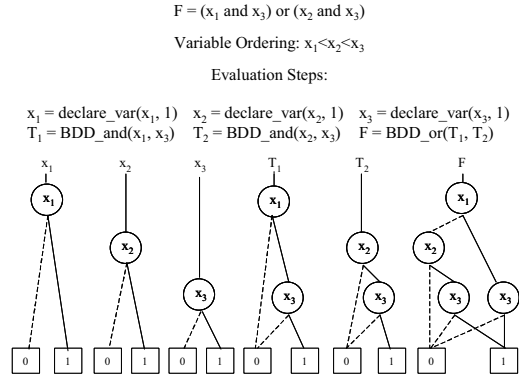 F = (x₁ and x₃) or (x₂ and x₃)
Variable Ordering: x₁<x₂<x₃
Evaluation Steps:
x₁ = declare_var(x₁, 1) x₂ = declare_var(x₂, 1) x₃ = declare_var(x₃, 1)
T₁ = BDD_and(x₁, x₃) T₂ = BDD_and(x₂, x₃) F = BDD_or(T₁, T₂)
x₁ x₂ x₃ T₁ T₂ F
x₁ x₁ x₁
x₂ x₂ x₂
x₃ x₃ x₃ x₃ x₃
0 1 0 1 0 1 0 1 0 1 0 1